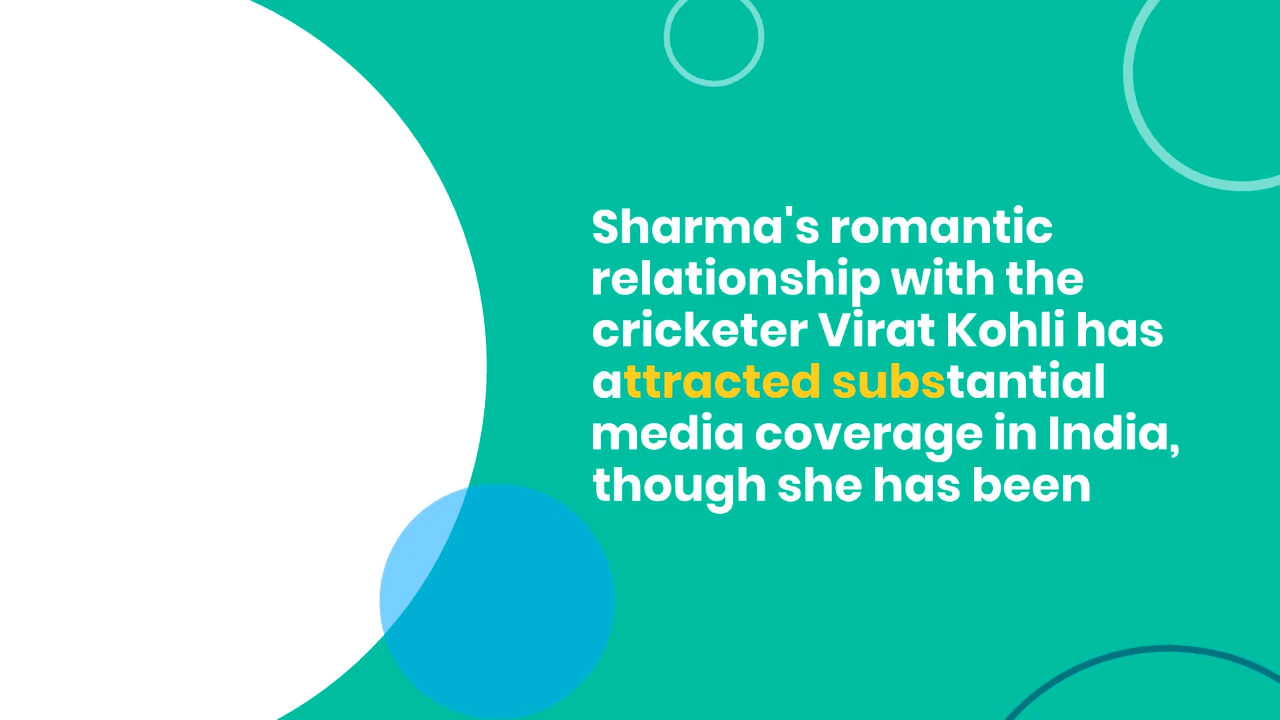 Sharma's romantic
relationship with the
cricketer Virat Kohli has
attracted substantial
media coverage in India,
though she has been